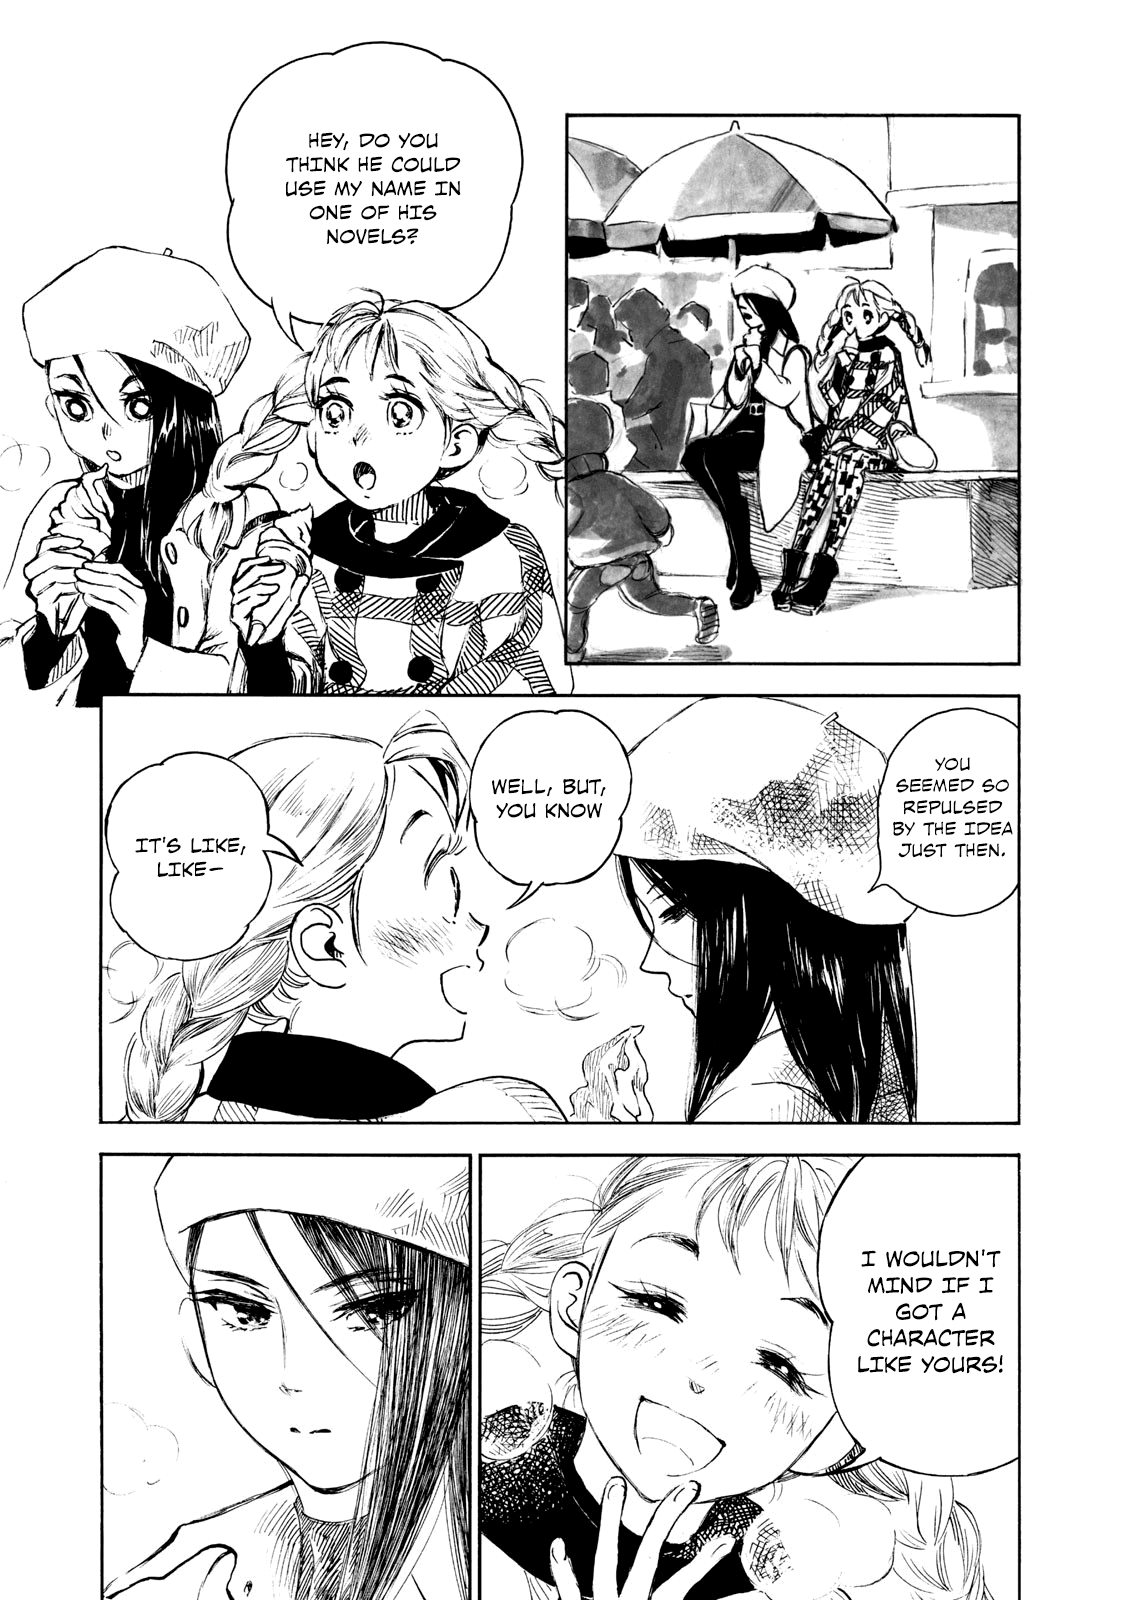 HEY, DO YOU
THINK HE COULD
USE MY NAME IN
ONE OF HIS
NOVELS?
YOU
SEEMED SO
REPULSED
BY THE IDEA
JUST THEN.
WELL, BUT,
YOU KNOW
IT'S LIKE,
LIKE—
I WOULDN'T
MIND IF I
GOT A
CHARACTER
LIKE YOURS!